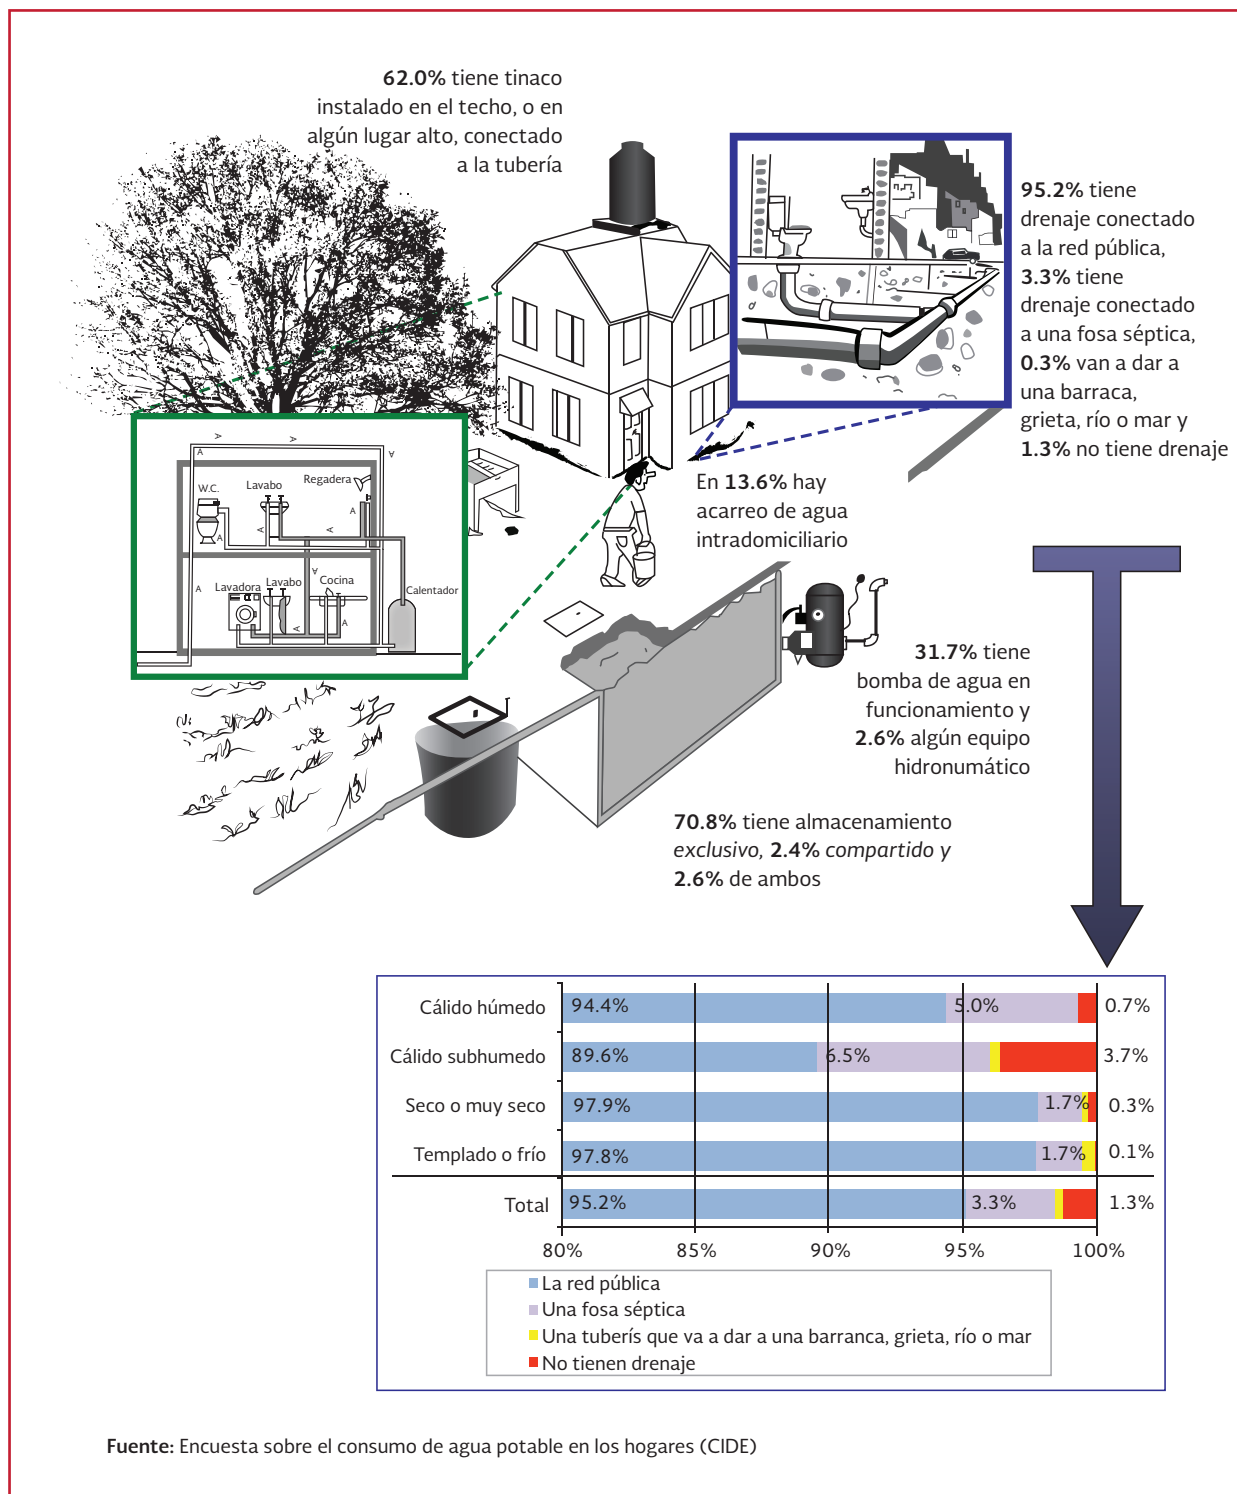 62.0% tiene tinaco
instalado en el techo, o en
algún lugar alto, conectado
a la tubería
95.2% tiene
drenaje conectado
a la red pública,
3.3% tiene
drenaje conectado
a una fosa séptica,
0.3% van a dar a
una barraca,
grieta, río o mar y
1.3% no tiene drenaje
En 13.6% hay
acarreo de agua
intradomiciliario
A
A
A
A
W.C.
Lavabo
Regadera
A
A
A
A
A
A
Lavadora
Lavabo
Cocina
Calentador
A
A
31.7% tiene
bomba de agua en
funcionamiento y
2.6% algún equipo
hidronumático
70.8% tiene almacenamiento
exclusivo, 2.4% compartido y
2.6% de ambos
Cálido húmedo 94.4% 5.0% 0.7%
Cálido subhumedo 89.6% 6.5% 3.7%
Seco o muy seco 97.9% 1.7% 0.3%
Templado o frío 97.8% 1.7% 0.1%
Total 95.2% 3.3% 1.3%
80% 85% 90% 95% 100%
La red pública
Una fosa séptica
Una tuberís que va a dar a una barranca, grieta, río o mar
No tienen drenaje
Fuente: Encuesta sobre el consumo de agua potable en los hogares (CIDE)